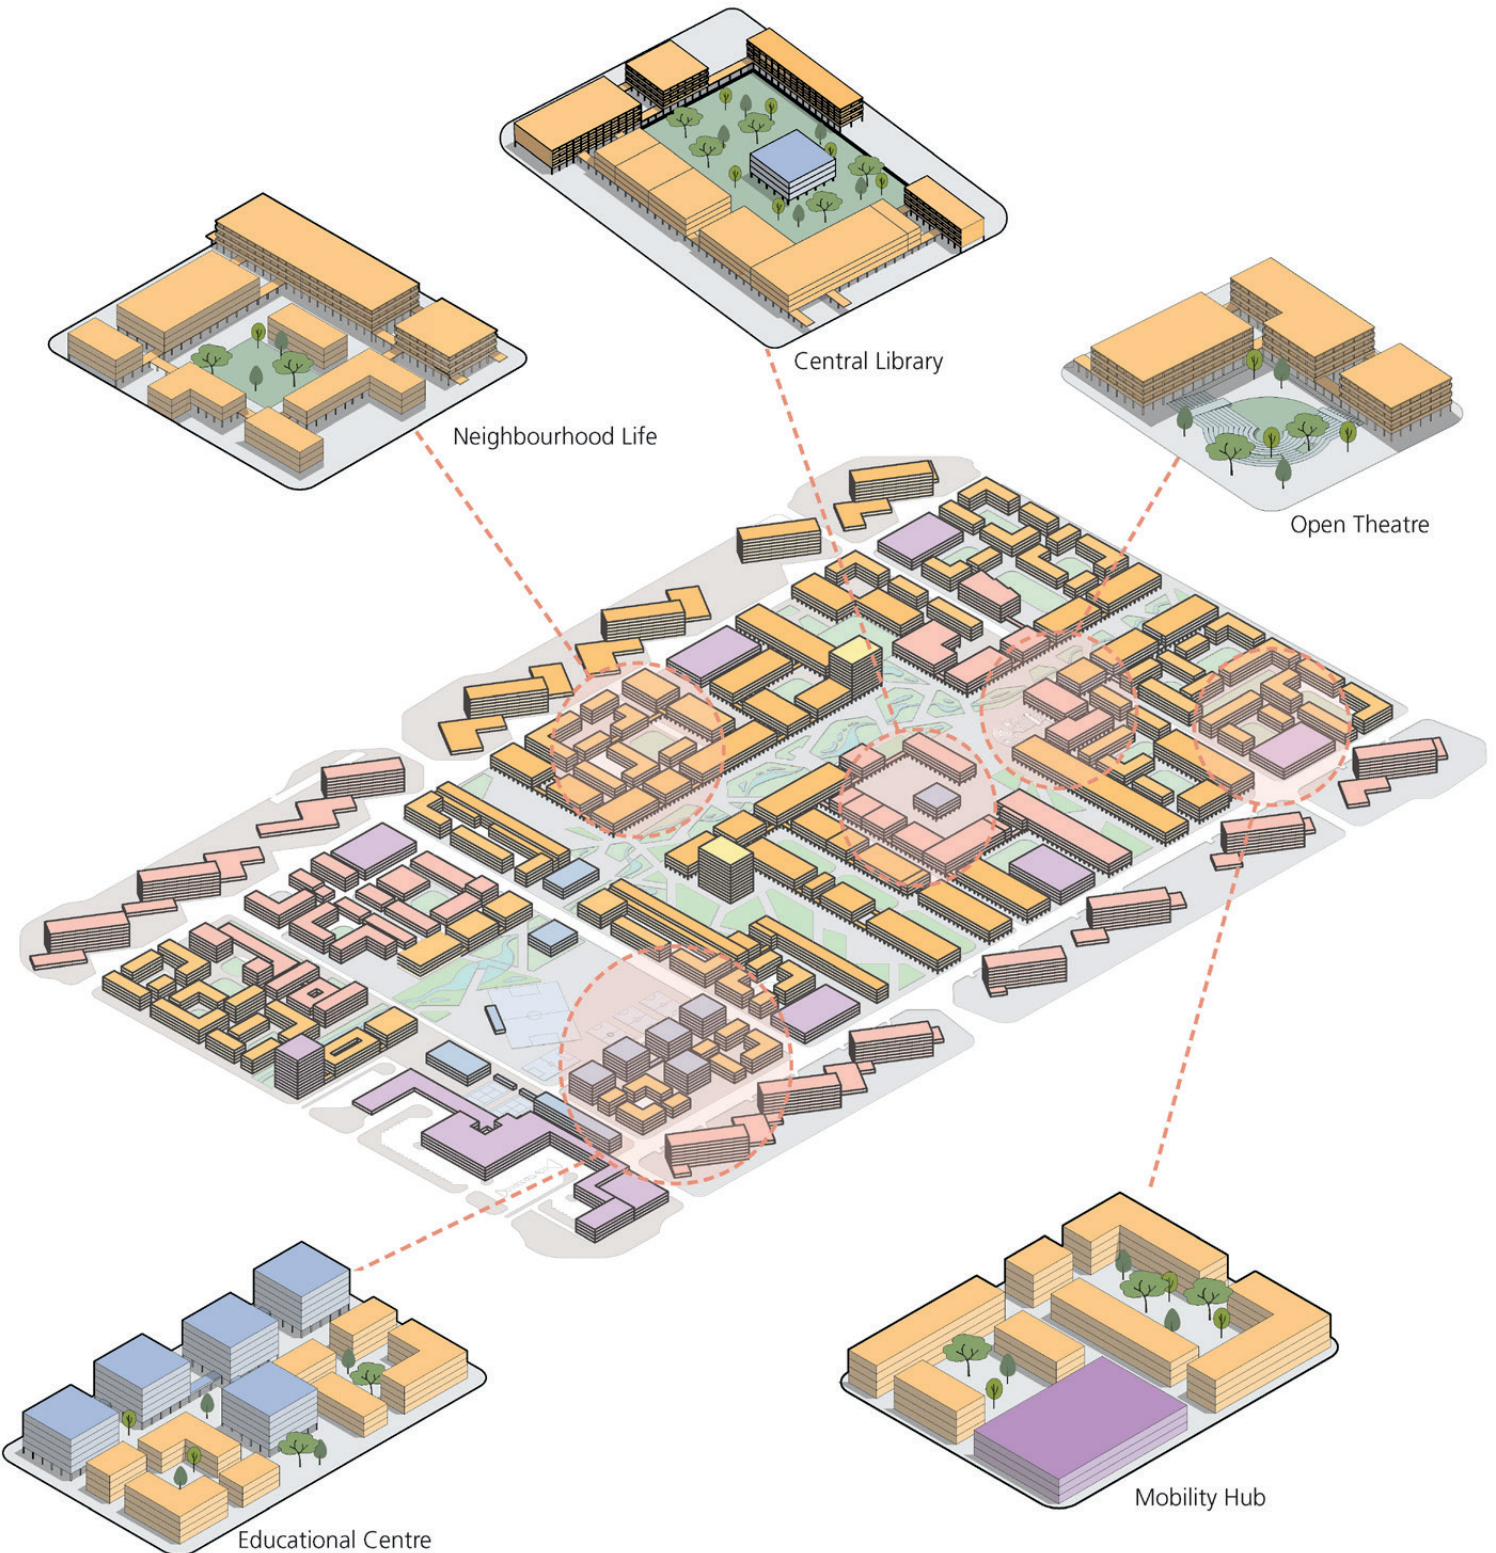 Central Library
Neighbourhood Life
Open Theatre
Mobility Hub
Educational Centre